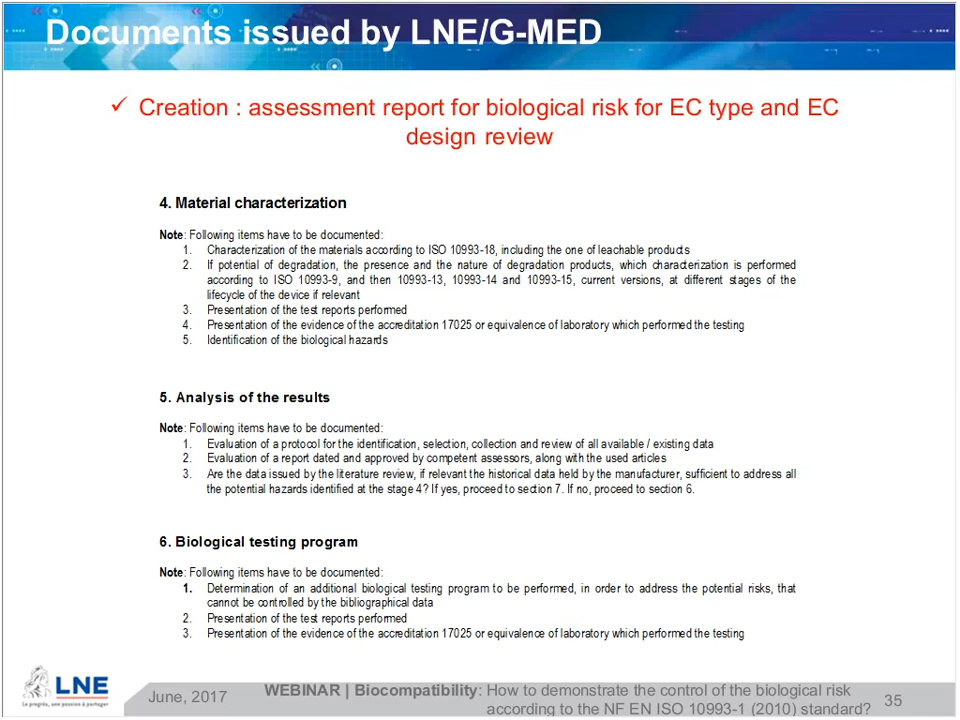 Documents issued by LNE/G-MED
✓ Creation : assessment report for biological risk for EC type and EC
design review
4. Material characterization
Note: Following items have to be documented:
1. Characterization of the materials according to ISO 10993-18, including the one of leachable products
2. If potential of degradation, the presence and the nature of degradation products, which characterization is performed
according to ISO 10993-9, and then 10993-13, 10993-14 and 10993-15, current versions, at different stages of the
lifecycle of the device if relevant
3. Presentation of the test reports performed
4. Presentation of the evidence of the accreditation 17025 or equivalence of laboratory which performed the testing
5. Identification of the biological hazards
5. Analysis of the results
Note: Following items have to be documented:
1. Evaluation of a protocol for the identification, selection, collection and review of all available / existing data
2. Evaluation of a report dated and approved by competent assessors, along with the used articles
3. Are the data issued by the literature review, if relevant the historical data held by the manufacturer, sufficient to address all
the potential hazards identified at the stage 4? If yes, proceed to section 7. If no, proceed to section 6.
6. Biological testing program
Note: Following items have to be documented:
1. Determination of an additional biological testing program to be performed, in order to address the potential risks, that
cannot be controlled by the bibliographical data
2. Presentation of the test reports performed
3. Presentation of the evidence of the accreditation 17025 or equivalence of laboratory which performed the testing
LNE
Le progrès, une passion à partager
June, 2017
WEBINAR | Biocompatibility: How to demonstrate the control of the biological risk
according to the NF EN ISO 10993-1 (2010) standard?
35